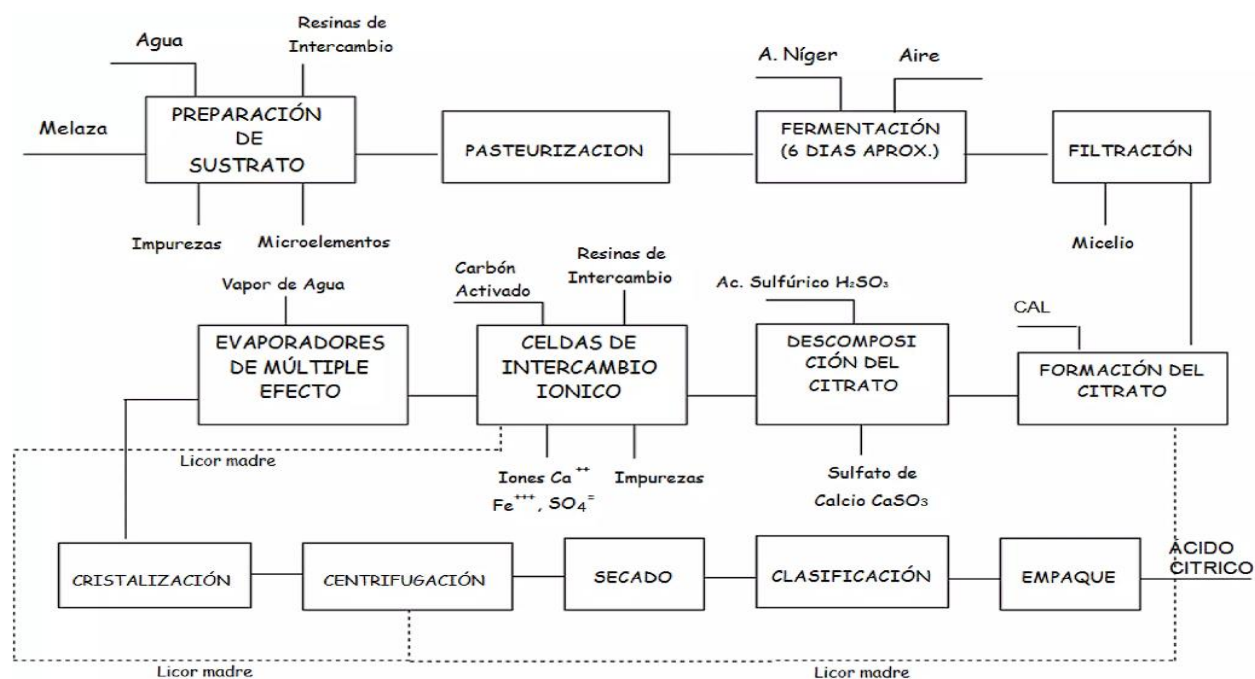 Agua
Resinas de
Intercambio
A. Níger
Aire
Melaza
PREPARACIÓN
DE
SUSTRATO
PASTEURIZACION
FERMENTACIÓN
(6 DIAS APROX.)
FILTRACIÓN
Impurezas
Microelementos
Micelio
Vapor de Agua
Carbón
Activado
Resinas de
Intercambio
Ac. Sulfúrico H₂SO₃
CAL
EVAPORADORES
DE MÚLTIPLE
EFECTO
CELDAS DE
INTERCAMBIO
IONICO
DESCOMPOSI
CIÓN DEL
CITRATO
FORMACIÓN DEL
CITRATO
Licor madre
Iones Ca ⁺⁺
Fe⁺⁺⁺, SO₄⁼
Impurezas
Sulfato de
Calcio CaSO₃
CRISTALIZACIÓN
CENTRIFUGACIÓN
SECADO
CLASIFICACIÓN
EMPAQUE
ÁCIDO
CITRICO
Licor madre
Licor madre